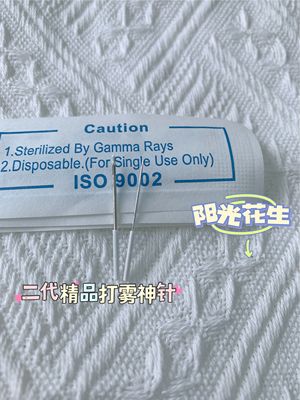 Caution
1.Sterilized By Gamma Rays
2.Disposable.(For Single Use Only)
ISO 9002
阳光花生
二代精品打雾神针